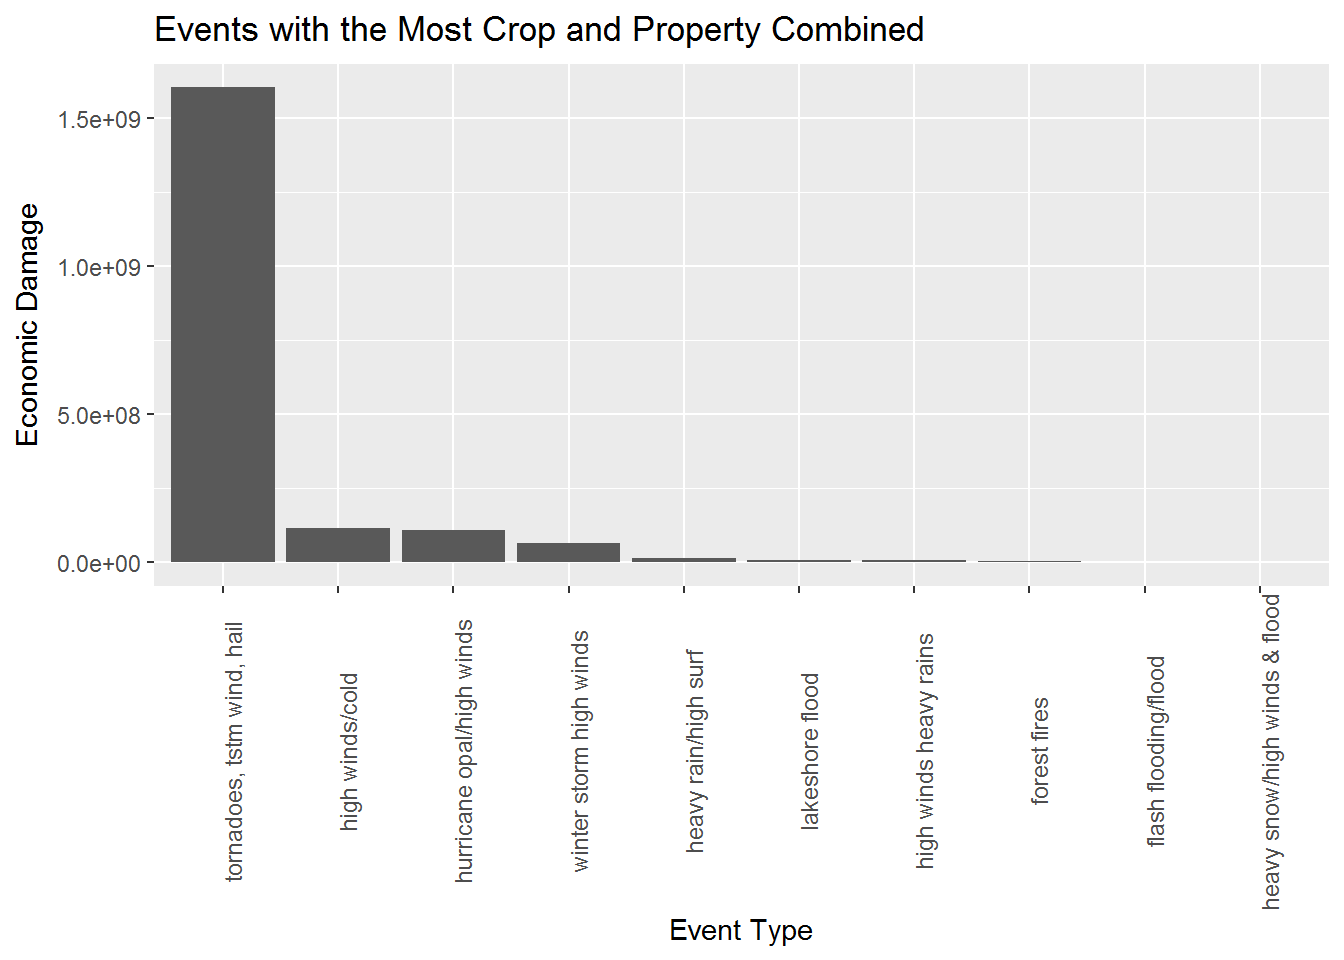 Events with the Most Crop and Property Combined
Economic Damage
1.5e+09
1.0e+09
5.0e+08
0.0e+00
tornadoes, tstm wind, hail
high winds/cold
hurricane opal/high winds
winter storm high winds
heavy rain/high surf
lakeshore flood
high winds heavy rains
forest fires
flash flooding/flood
heavy snow/high winds & flood
Event Type